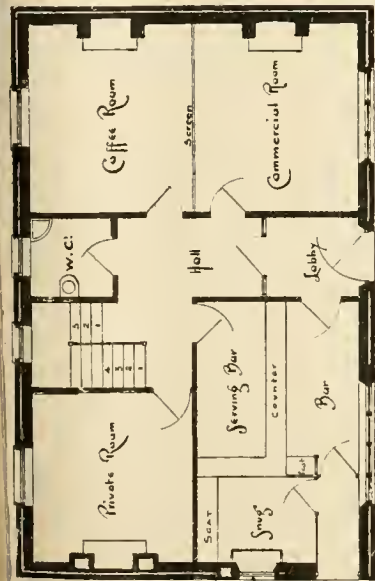 Coffee Room
Screen
Commercial Room
W.C.
Hall
Lobby
Serving Bar
Counter
Bar
Private Room
Seat
Snug